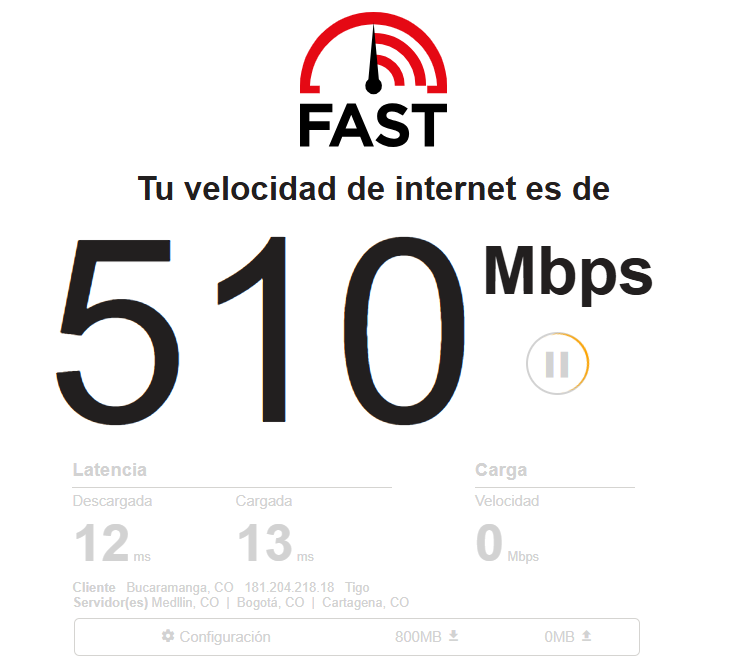 FAST
Tu velocidad de internet es de
510 Mbps
Latencia
Carga
Descargada
Cargada
Velocidad
12 ms
13 ms
0 Mbps
Cliente Bucaramanga, CO 181.204.218.18 Tigo
Servidor(es) Medllin, CO | Bogotá, CO | Cartagena, CO
Configuración 800MB 0MB